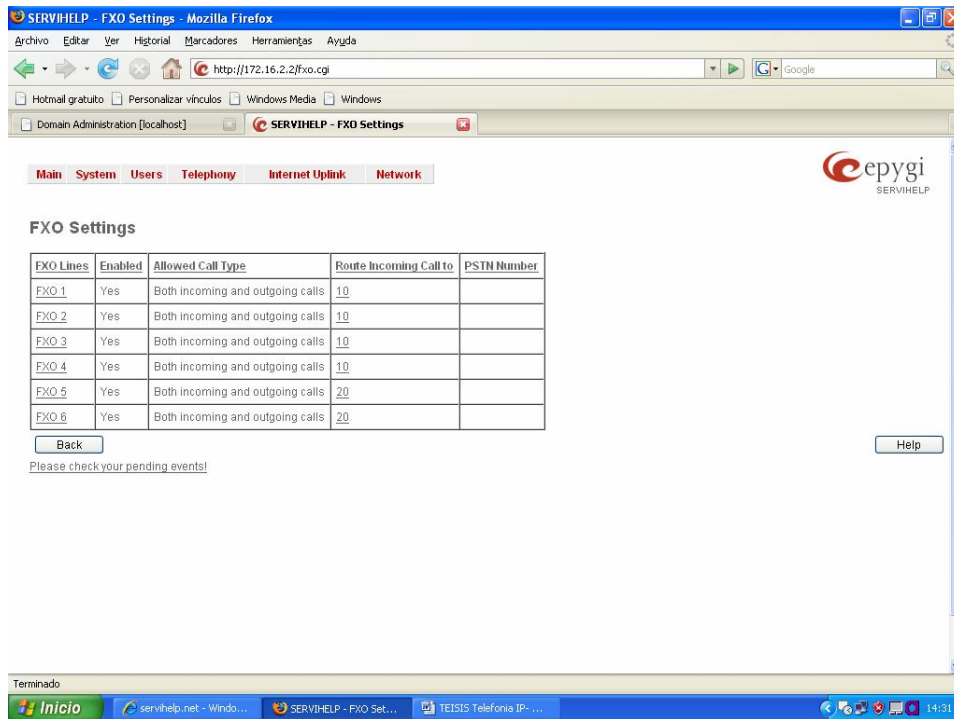 SERVIHELP - FXO Settings - Mozilla Firefox
Archivo Editar Ver Historial Marcadores Herramientas Ayuda
http://172.16.2.2/fxo.cgi
Google
Hotmail gratuito Personalizar vínculos Windows Media Windows
Domain Administration [localhost] SERVIHELP - FXO Settings
Main System Users Telephony Internet Uplink Network
epygi
SERVIHELP
FXO Settings
FXO Lines Enabled Allowed Call Type Route Incoming Call to PSTN Number
FXO 1 Yes Both incoming and outgoing calls 10
FXO 2 Yes Both incoming and outgoing calls 10
FXO 3 Yes Both incoming and outgoing calls 10
FXO 4 Yes Both incoming and outgoing calls 10
FXO 5 Yes Both incoming and outgoing calls 20
FXO 6 Yes Both incoming and outgoing calls 20
Back Help
Please check your pending events!
Terminado
Inicio servihelp.net - Windo... SERVIHELP - FXO Set... TEISIS Telefonia IP- ... 14:31